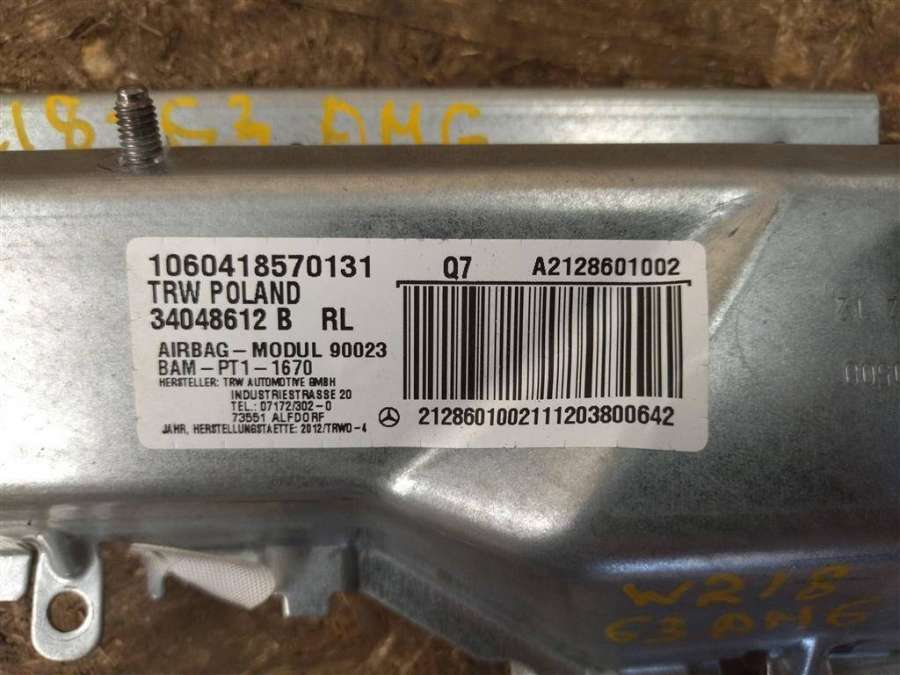 218 63 AMG
1060418570131
TRW POLAND
34048612 B RL
AIRBAG-MODUL 90023
BAM-PT1-1670
HERSTELLER: TRW AUTOMOTIVE GMBH
INDUSTRIESTRASSE 20
TEL.: 07172/302-0
73551 ALFDORF
JAHR, HERSTELLUNGSTAETTE: 2012/TRWD-4
Q7 A2128601002
2128601002111203800642
W218
63 AMG